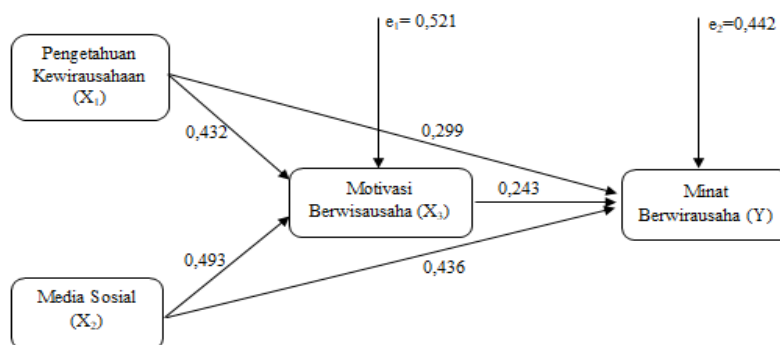 e₁= 0,521
e₂=0,442
Pengetahuan
Kewirausahaan
(X₁)
0,432
0,299
Motivasi
Berwisausaha (X₃)
0,243
Minat
Berwirausaha (Y)
0,493
0,436
Media Sosial
(X₂)